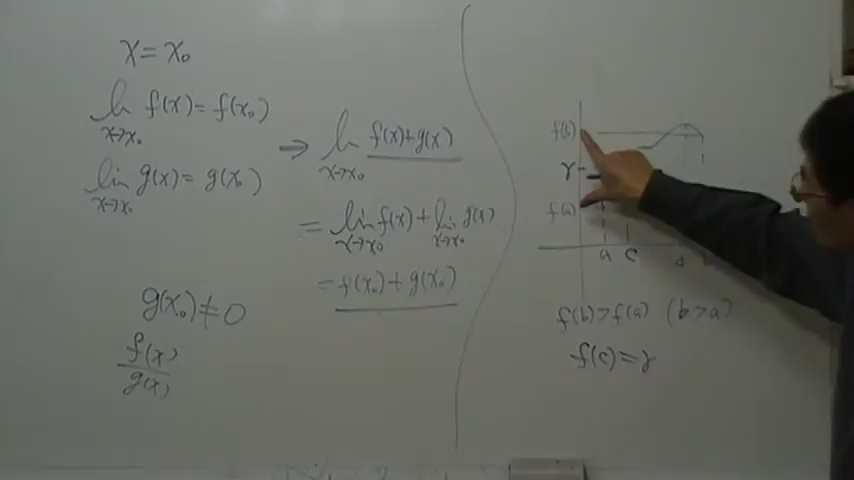 x = x₀
lim f(x) = f(x₀)
x→x₀
lim g(x) = g(x₀)
x→x₀
g(x₀) ≠ 0
f(x)
g(x)
⇒ lim f(x)+g(x)
x→x₀
= lim f(x) + lim g(x)
x→x₀ x→x₀
= f(x₀) + g(x₀)
f(b)
γ
f(a)
a c d
f(b) > f(a) (b > a)
f(c) = γ